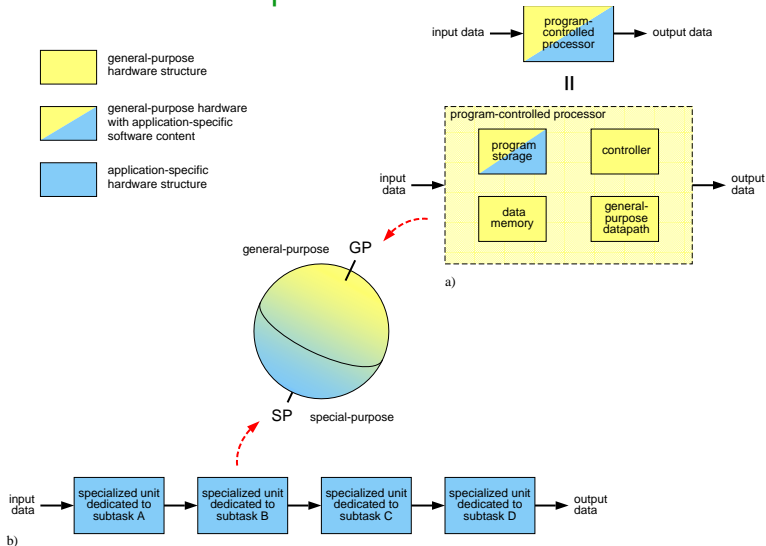 general-purpose
hardware structure
general-purpose hardware
with application-specific
software content
application-specific
hardware structure
input data
program-
controlled
processor
output data
=
program-controlled processor
program
storage
controller
input
data
output
data
data
memory
general-
purpose
datapath
a)
general-purpose
GP
SP
special-purpose
input
data
specialized unit
dedicated to
subtask A
specialized unit
dedicated to
subtask B
specialized unit
dedicated to
subtask C
specialized unit
dedicated to
subtask D
output
data
b)